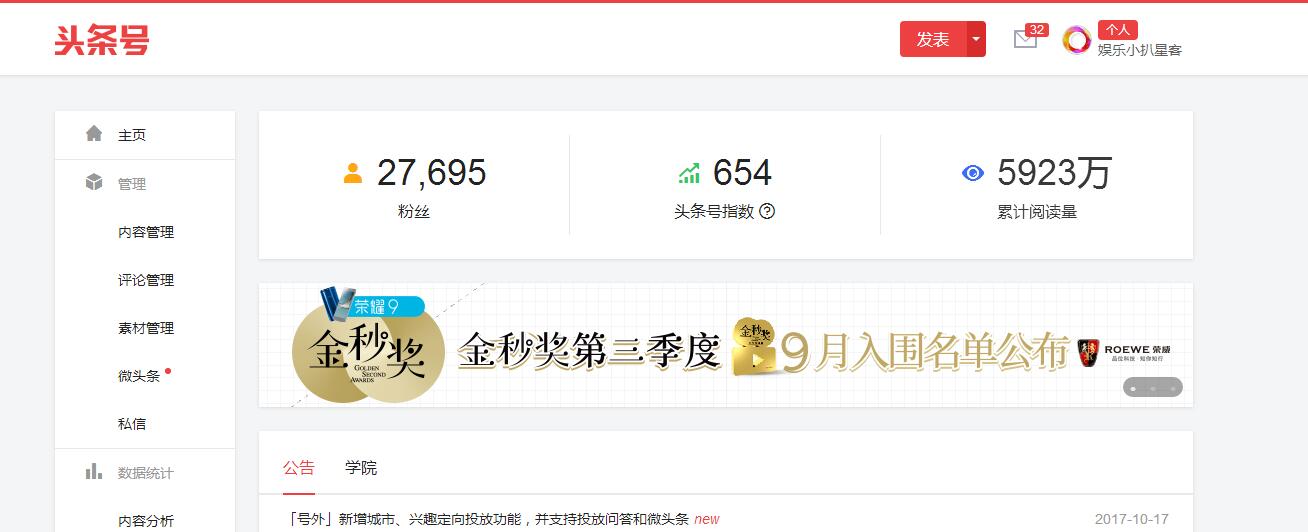 头条号
发表
32
个人
娱乐小扒星客
主页
管理
内容管理
评论管理
素材管理
微头条
私信
数据统计
内容分析
27,695
粉丝
654
头条号指数
5923万
累计阅读量
荣耀9
金秒奖
GOLDEN
SECOND
AWARDS
金秒奖第三季度
金秒奖
9月入围名单公布
ROEWE 荣威
品位科技·知你知行
公告 学院
「号外」新增城市、兴趣定向投放功能,并支持投放问答和微头条 new
2017-10-17